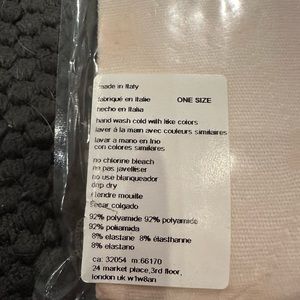 made in Italy
fabriqué en Italie ONE SIZE
hecho en Italia
hand wash cold with like colors
laver à la main avec couleurs similaires
lavar a mano en frio
con colores similares
no chlorine bleach
no pas javelliser
no use blanqueador
drip dry
etendre mouille
secar colgado
92% polyamide 92% polyamide
92% poliamida
8% elastane 8% élasthanne
8% elastano
ca: 32054 rn:66170
24 market place,3rd floor,
london uk w1w8an